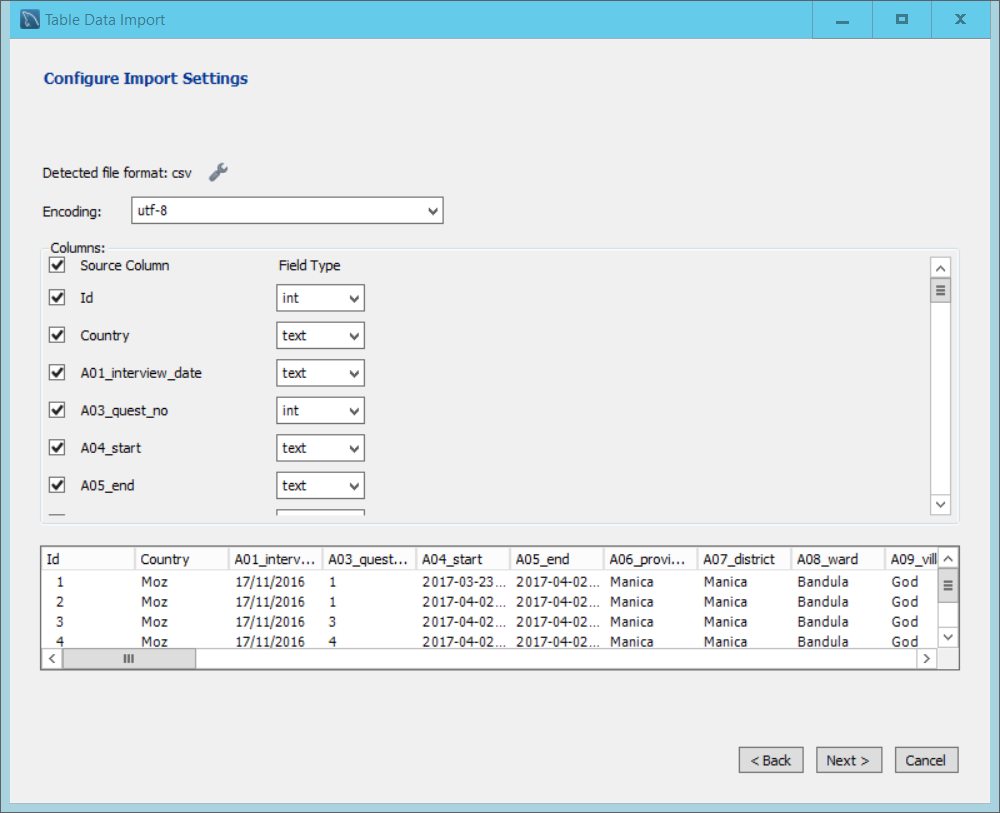 Table Data Import
Configure Import Settings
Detected file format: csv
Encoding: utf-8
Columns:
Source Column Field Type
Id int
Country text
A01_interview_date text
A03_quest_no int
A04_start text
A05_end text
Id Country A01_interv... A03_quest... A04_start A05_end A06_provi... A07_district A08_ward A09_vill
1 Moz 17/11/2016 1 2017-03-23... 2017-04-02... Manica Manica Bandula God
2 Moz 17/11/2016 1 2017-04-02... 2017-04-02... Manica Manica Bandula God
3 Moz 17/11/2016 3 2017-04-02... 2017-04-02... Manica Manica Bandula God
4 Moz 17/11/2016 4 2017-04-02... 2017-04-02... Manica Manica Bandula God
< Back Next > Cancel